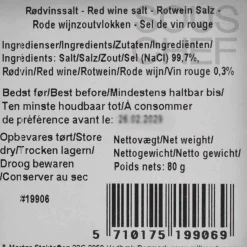 Rødvinssalt - Red wine salt - Rotwein Salz -
Rode wijnzoutvlokken - Sel de vin rouge
Ingredienser/Ingredients/Zutaten/Ingrediënten/
Ingrédients: Salt/Salz/Zout/Sel (NaCl) 99,7%,
Rødvin/Red wine/Rotwein/Rode wijn/Vin rouge 0,3%
Bedst før/Best before/Mindestens haltbar bis/
Ten minste houdbaar tot/À consommer
de préférence avant le: 26 02 2029
Opbevares tørt/Store
dry/Trocken lagern/
Droog bewaren
/Conserver au sec
Nettovægt/Net weight/
Nettogewicht/Netto gewicht/
Poids nets: 80 g
#19906
5 710175 199069